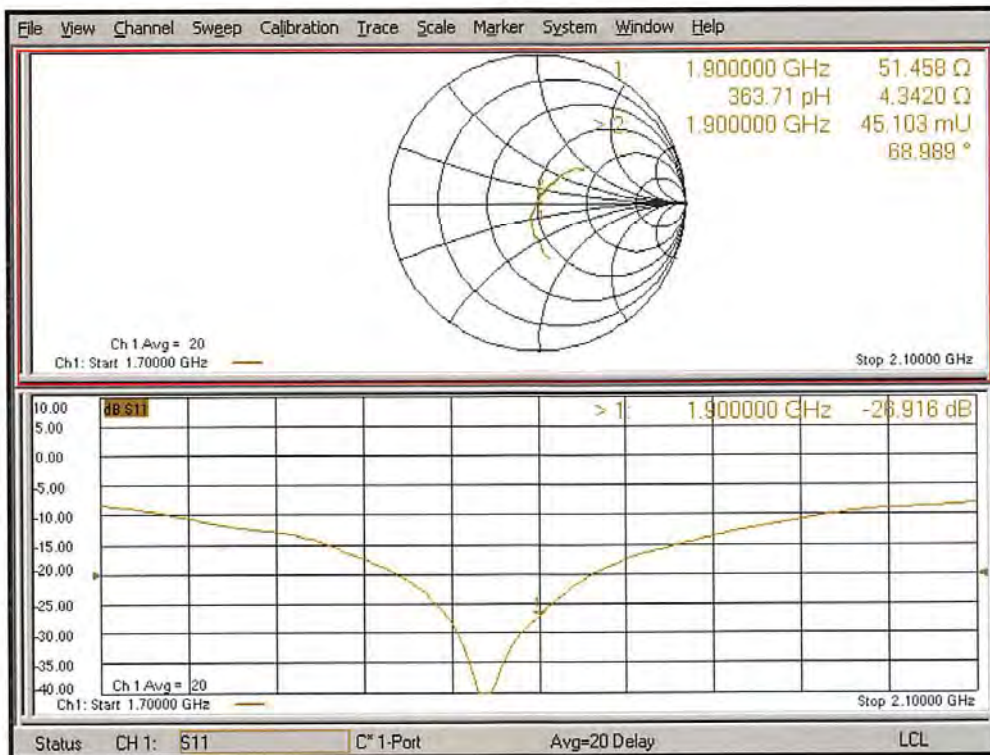 File View Channel Sweep Calibration Trace Scale Marker System Window Help
1: 1.900000 GHz 51.458 Ω
363.71 pH 4.3420 Ω
> 2: 1.900000 GHz 45.103 mU
68.989 °
Ch 1 Avg = 20
Ch1: Start 1.70000 GHz
Stop 2.10000 GHz
10.00
dB S11
> 1: 1.900000 GHz -26.916 dB
5.00
0.00
-5.00
-10.00
-15.00
-20.00
-25.00
-30.00
-35.00
-40.00
1
Ch 1 Avg = 20
Ch1: Start 1.70000 GHz
Stop 2.10000 GHz
Status CH 1: S11 C* 1-Port Avg=20 Delay LCL